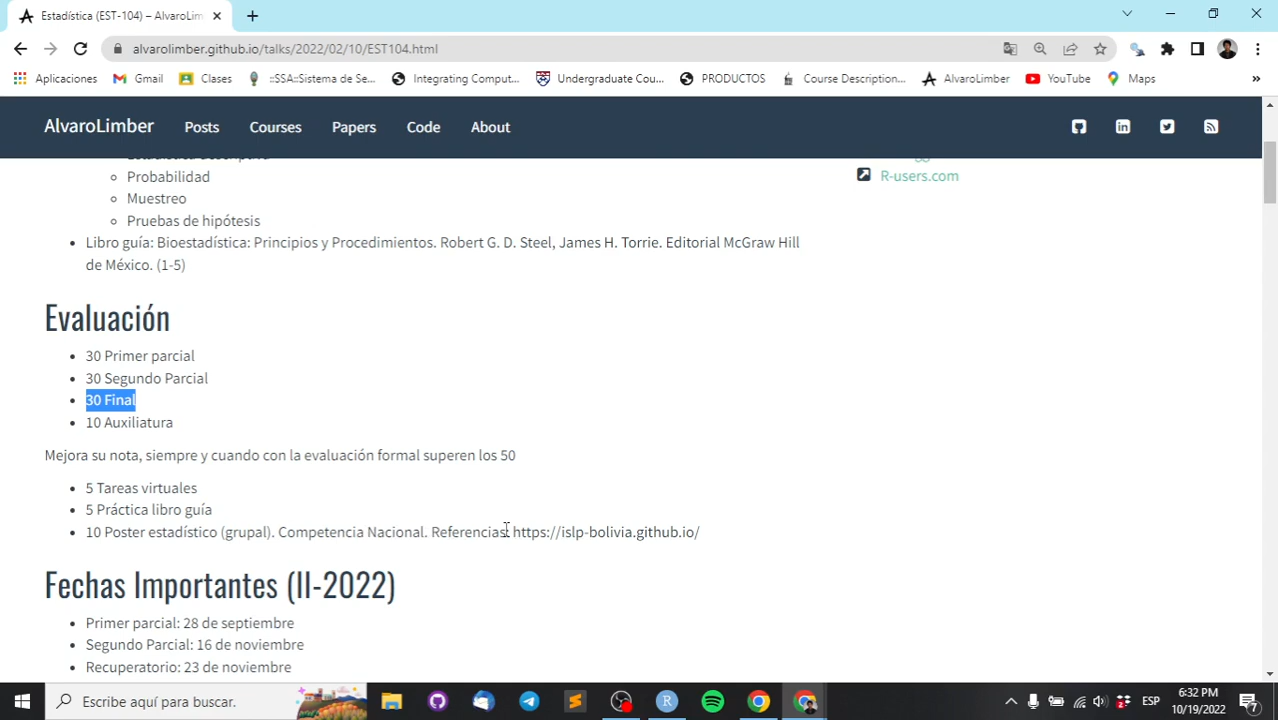 Estadística (EST-104) – AlvaroLim
alvarolimber.github.io/talks/2022/02/10/EST104.html
Aplicaciones
Gmail
Clases
::SSA::Sistema de Se...
Integrating Comput...
Undergraduate Cou...
PRODUCTOS
Course Description...
AlvaroLimber
YouTube
Maps
»
AlvaroLimber
Posts
Courses
Papers
Code
About
Probabilidad
Muestreo
Pruebas de hipótesis
R-users.com
Libro guía: Bioestadística: Principios y Procedimientos. Robert G. D. Steel, James H. Torrie. Editorial McGraw Hill
de México. (1-5)
Evaluación
30 Primer parcial
30 Segundo Parcial
30 Final
10 Auxiliatura
Mejora su nota, siempre y cuando con la evaluación formal superen los 50
5 Tareas virtuales
5 Práctica libro guía
10 Poster estadístico (grupal). Competencia Nacional. Referencias: https://islp-bolivia.github.io/
Fechas Importantes (II-2022)
Primer parcial: 28 de septiembre
Segundo Parcial: 16 de noviembre
Recuperatorio: 23 de noviembre
Escribe aquí para buscar.
ESP
6:32 PM
10/19/2022
7